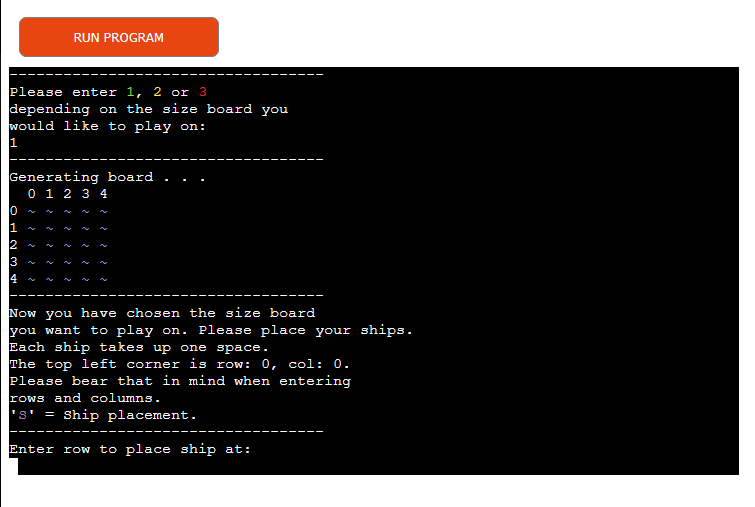 RUN PROGRAM
-----------------------------------
Please enter 1, 2 or 3
depending on the size board you
would like to play on:
1
-----------------------------------
Generating board . . .
  0 1 2 3 4
0 ~ ~ ~ ~ ~
1 ~ ~ ~ ~ ~
2 ~ ~ ~ ~ ~
3 ~ ~ ~ ~ ~
4 ~ ~ ~ ~ ~
-----------------------------------
Now you have chosen the size board
you want to play on. Please place your ships.
Each ship takes up one space.
The top left corner is row: 0, col: 0.
Please bear that in mind when entering
rows and columns.
'S' = Ship placement.
-----------------------------------
Enter row to place ship at: